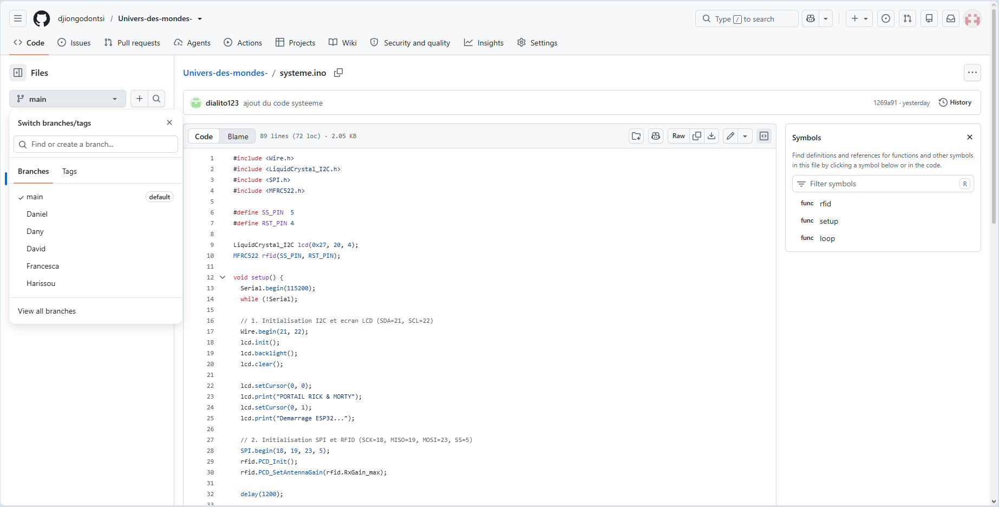 djiongodontsi / Univers-des-mondes-
Type / to search
Code Issues Pull requests Agents Actions Projects Wiki Security and quality Insights Settings
Files
main
Switch branches/tags
Find or create a branch...
Branches Tags
main default
Daniel
Dany
David
Francesca
Harissou
View all branches
Univers-des-mondes- / systeme.ino
dialito123 ajout du code systeeme
1269a91 · yesterday History
Code Blame 89 lines (72 loc) · 2.05 KB
Raw
1 #include <Wire.h>
2 #include <LiquidCrystal_I2C.h>
3 #include <SPI.h>
4 #include <MFRC522.h>
5
6 #define SS_PIN  5
7 #define RST_PIN 4
8
9 LiquidCrystal_I2C lcd(0x27, 20, 4);
10 MFRC522 rfid(SS_PIN, RST_PIN);
11
12 void setup() {
13   Serial.begin(115200);
14   while (!Serial);
15
16   // 1. Initialisation I2C et ecran LCD (SDA=21, SCL=22)
17   Wire.begin(21, 22);
18   lcd.init();
19   lcd.backlight();
20   lcd.clear();
21
22   lcd.setCursor(0, 0);
23   lcd.print("PORTAIL RICK & MORTY");
24   lcd.setCursor(0, 1);
25   lcd.print("Demarrage ESP32...");
26
27   // 2. Initialisation SPI et RFID (SCK=18, MISO=19, MOSI=23, SS=5)
28   SPI.begin(18, 19, 23, 5);
29   rfid.PCD_Init();
30   rfid.PCD_SetAntennaGain(rfid.RxGain_max);
31
32   delay(1200);
33
Symbols
Find definitions and references for functions and other symbols
in this file by clicking a symbol below or in the code.
Filter symbols R
func rfid
func setup
func loop